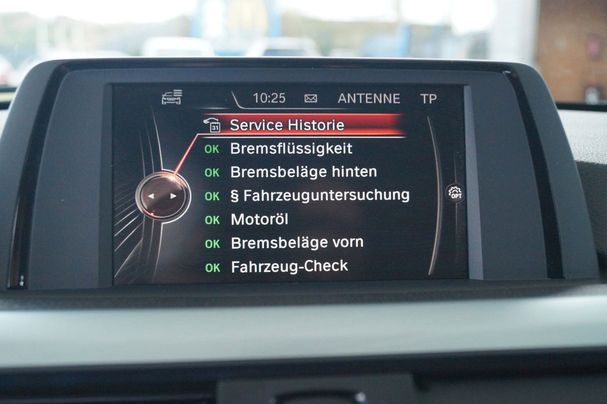 10:25 ANTENNE TP
31 Service Historie
OK Bremsflüssigkeit
OK Bremsbeläge hinten
OK § Fahrzeuguntersuchung
OK Motoröl
OK Bremsbeläge vorn
OK Fahrzeug-Check
OPT